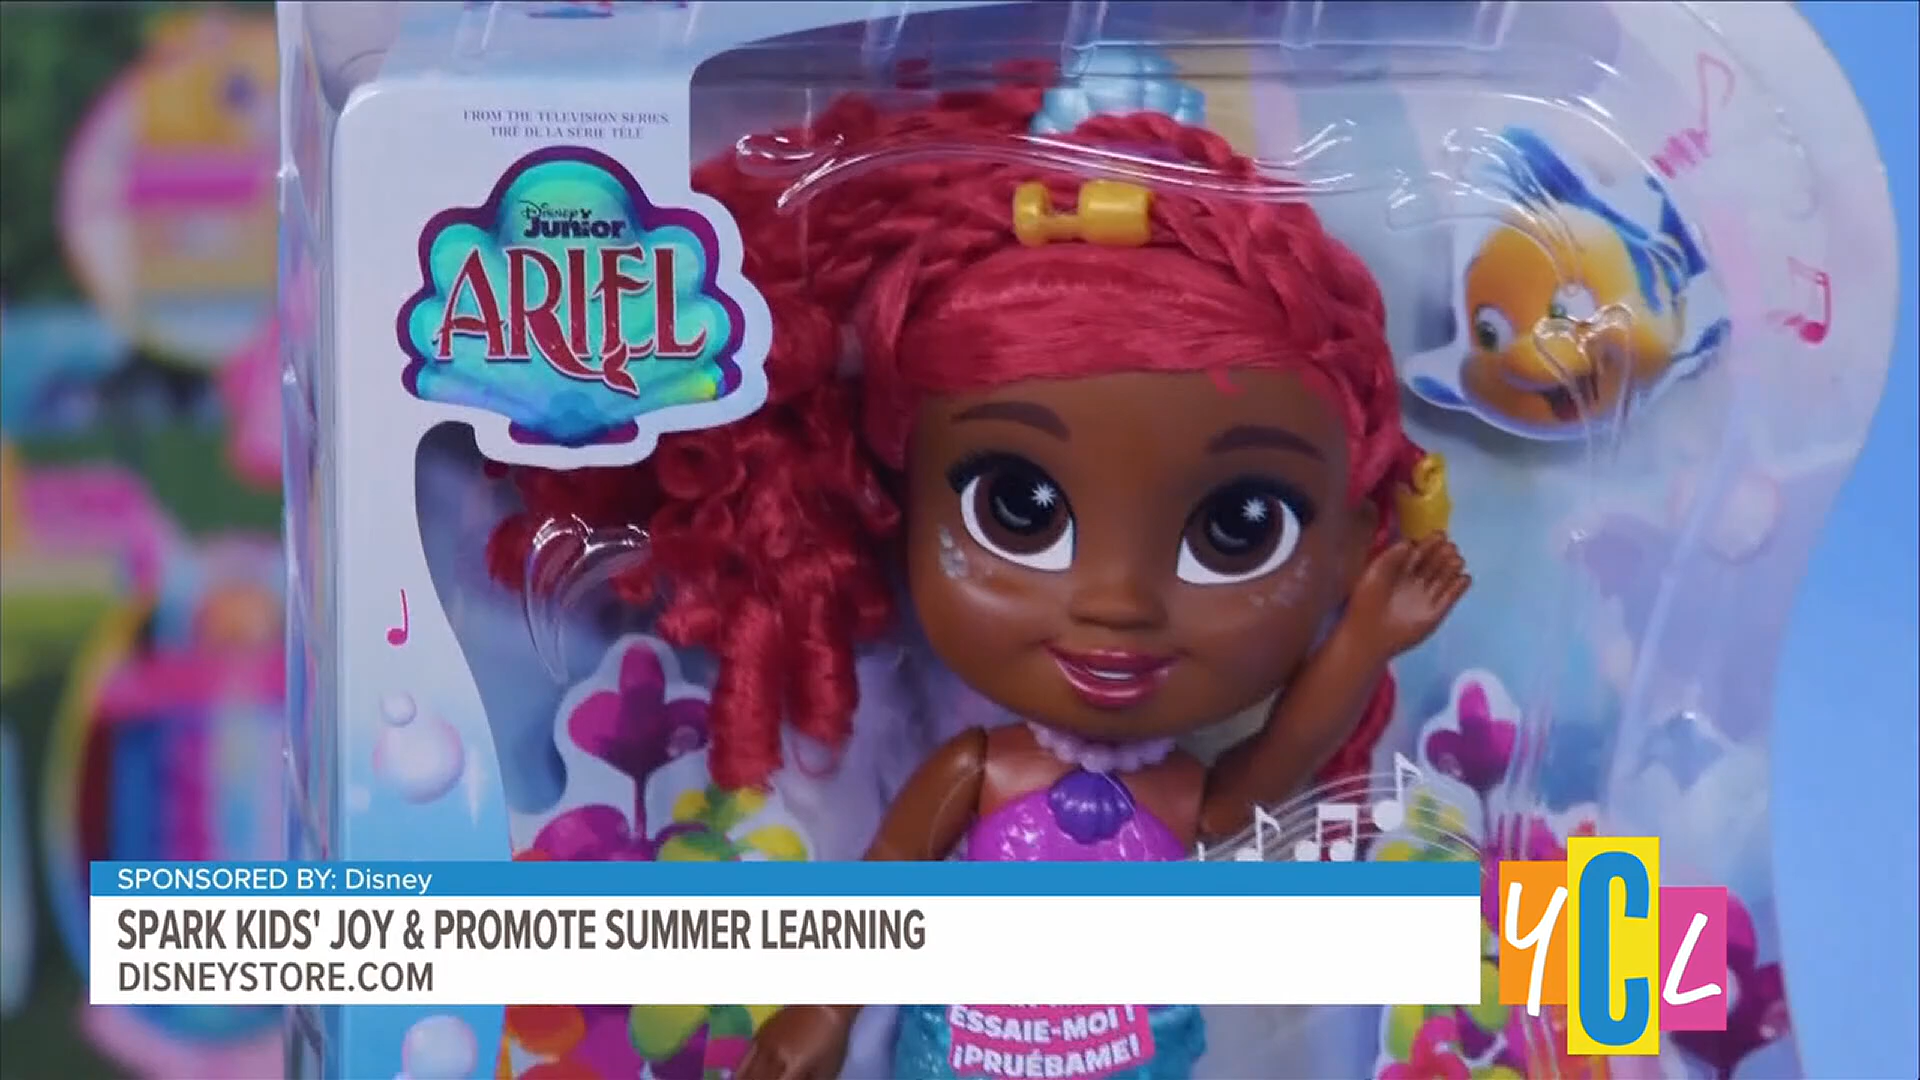 FROM THE TELEVISION SERIES
TIRÉ DE LA SÉRIE TÉLÉ
Disney
Junior
ARIEL
SPONSORED BY: Disney
SPARK KIDS' JOY & PROMOTE SUMMER LEARNING
DISNEYSTORE.COM
YCL
ESSAIE-MOI !
¡PRUÉBAME!